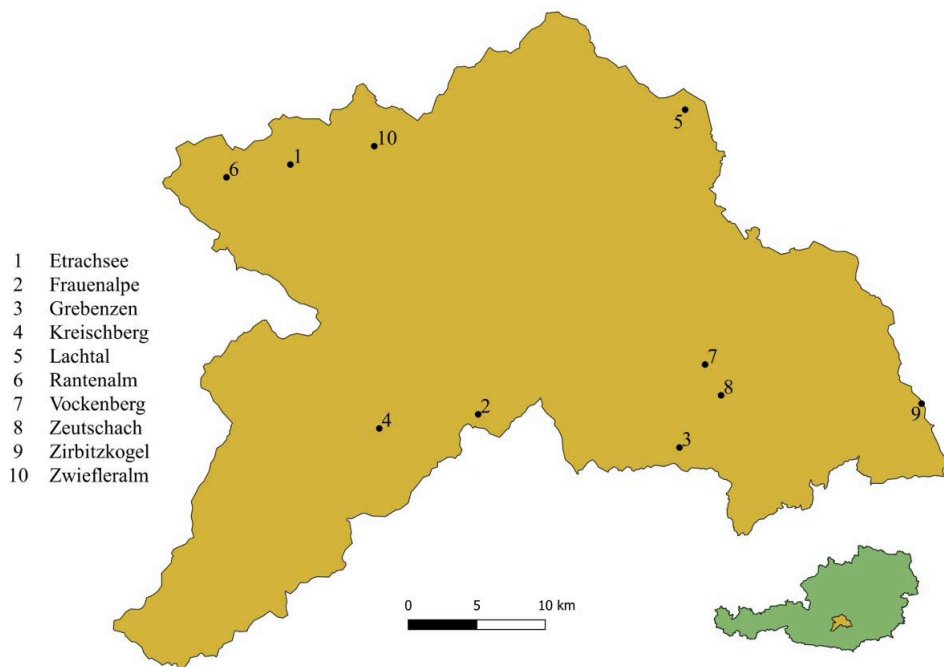 5
10
1
6
1 Etrachsee
2 Frauenalpe
3 Grebenzen
4 Kreischberg
5 Lachtal
6 Rantenalm
7 Vockenberg
8 Zeutschach
9 Zirbitzkogel
10 Zwiefleralm
7
8
2
9
4
3
0 5 10 km